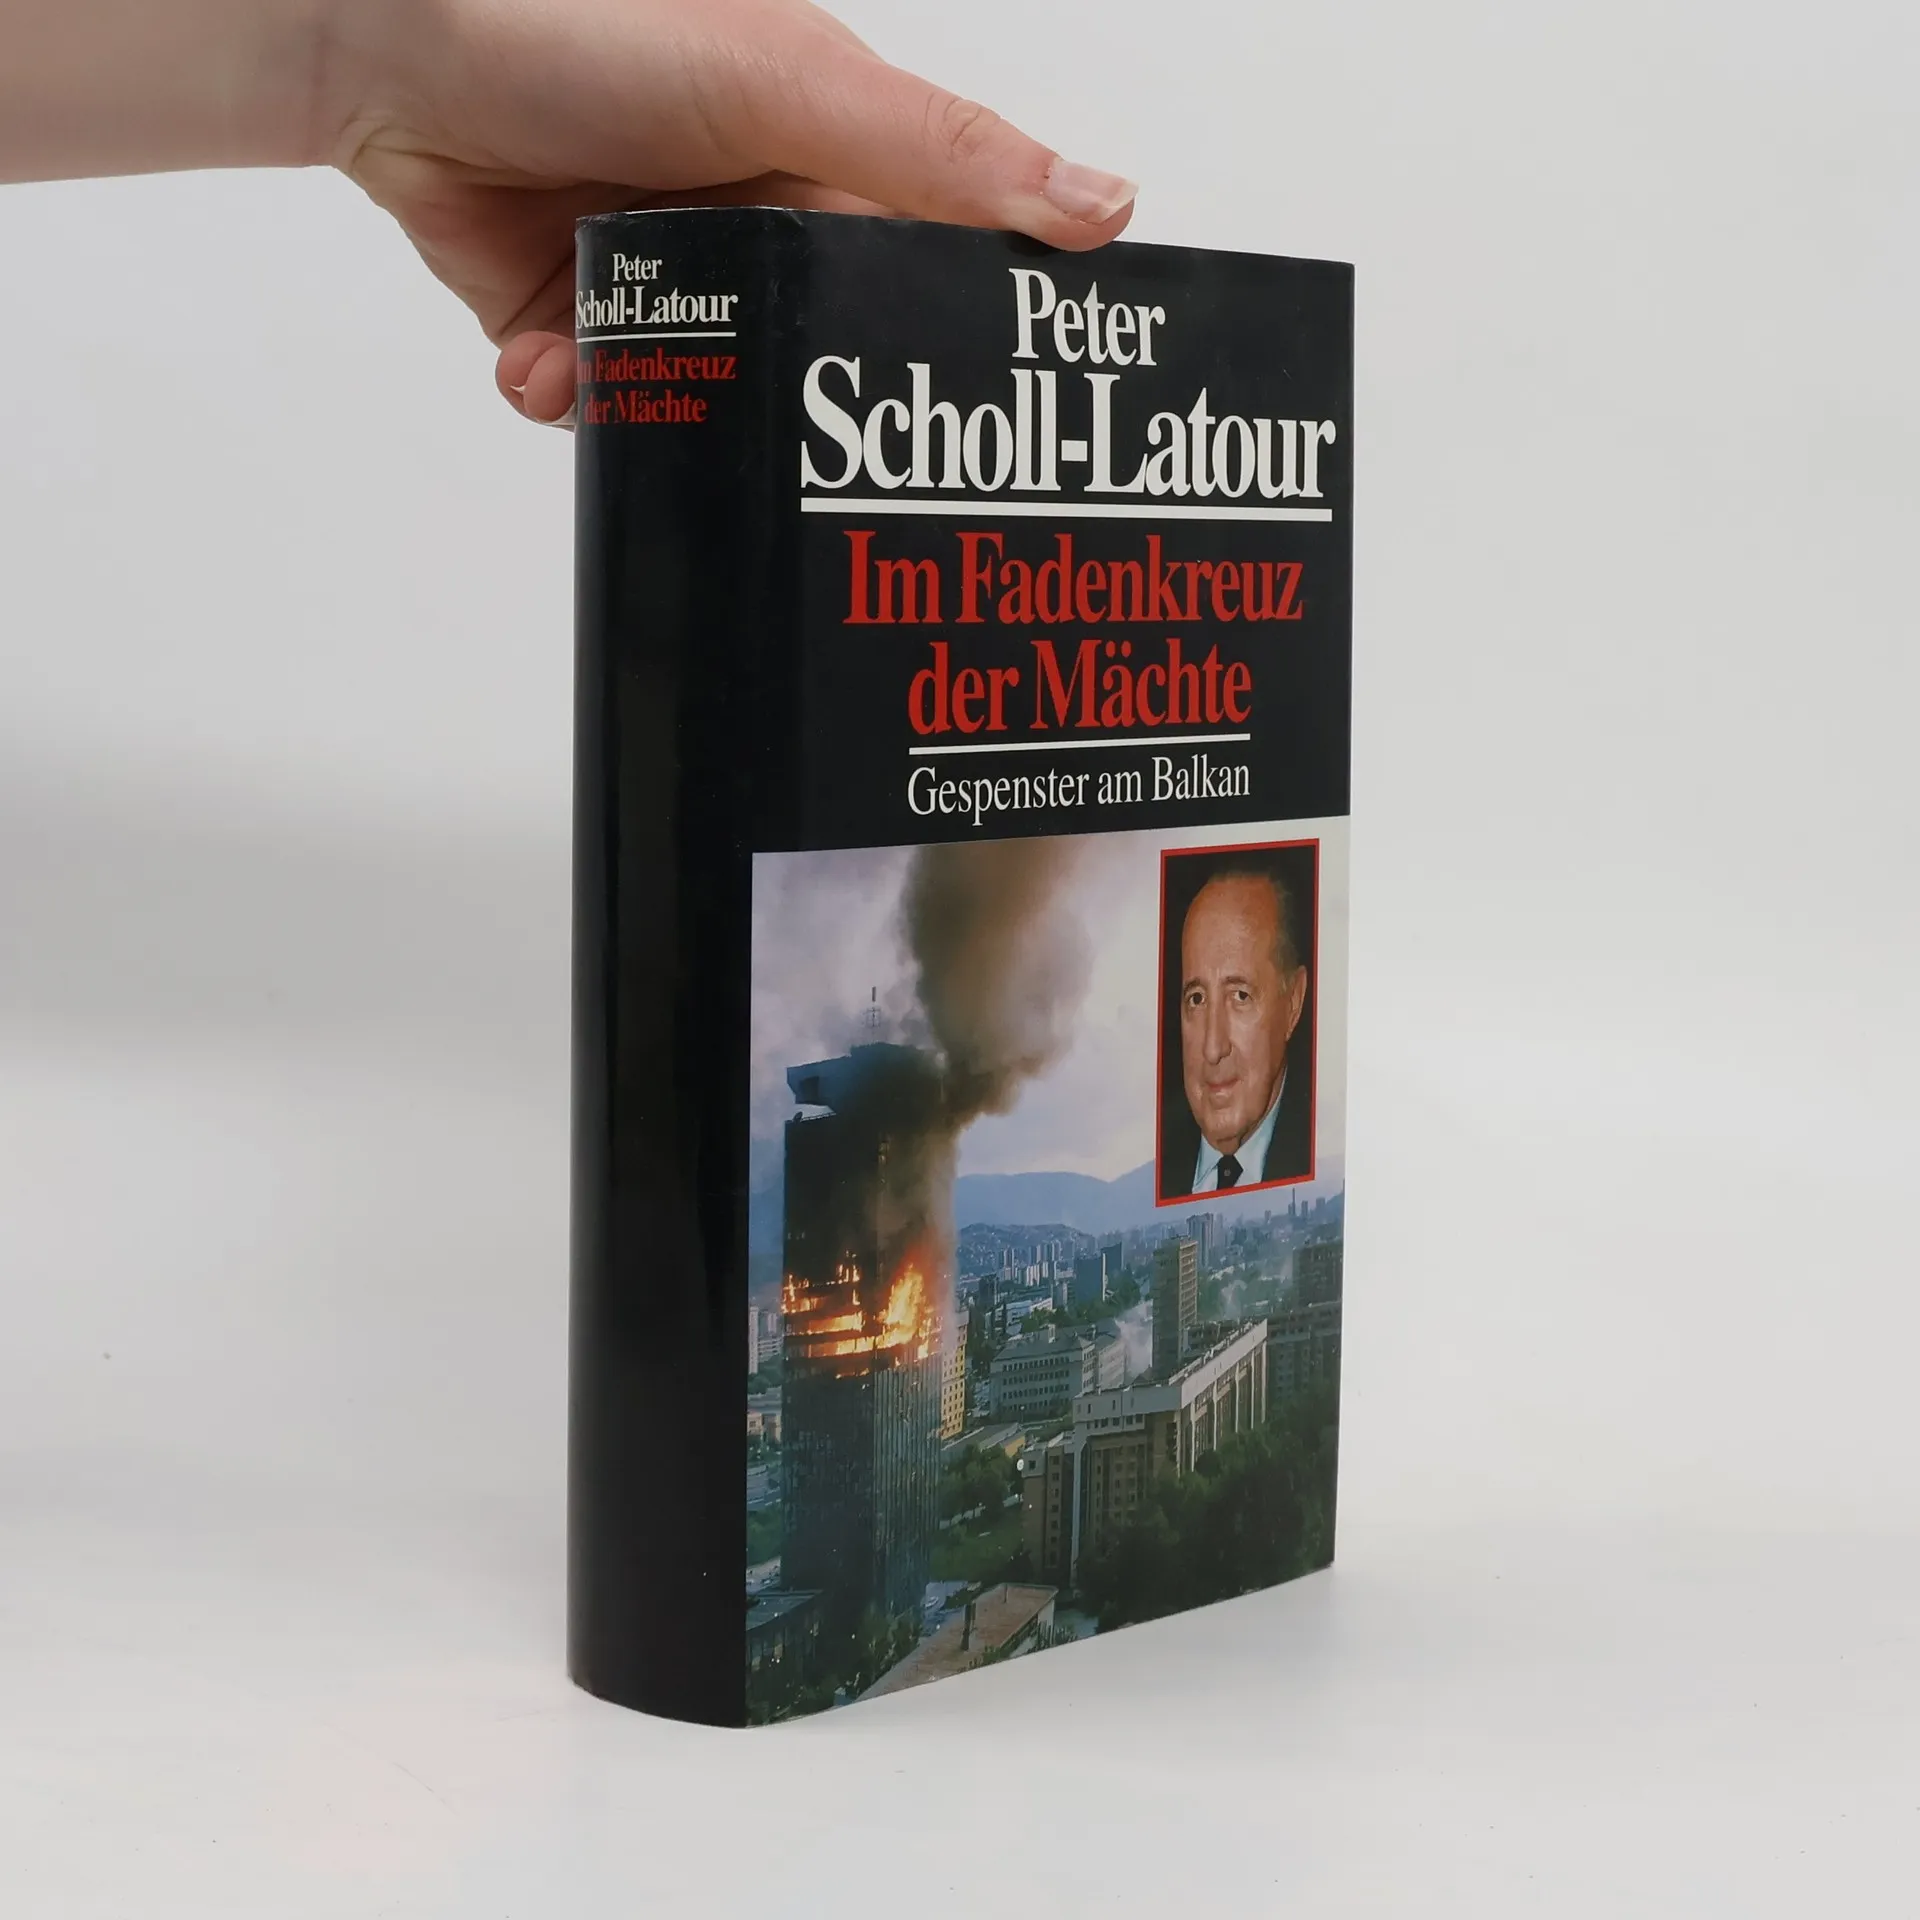 Peter
Scholl-Latour
Im Fadenkreuz
der Mächte
Peter
Scholl-Latour
Im Fadenkreuz
der Mächte
Gespenster am Balkan